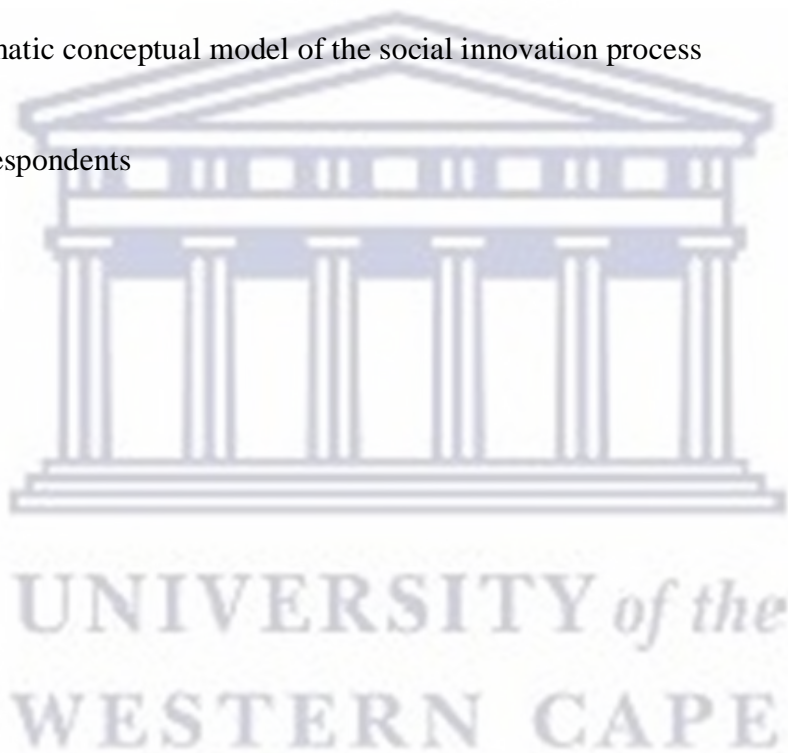 matic conceptual model of the social innovation process
espondents
UNIVERSITY of the
WESTERN CAPE